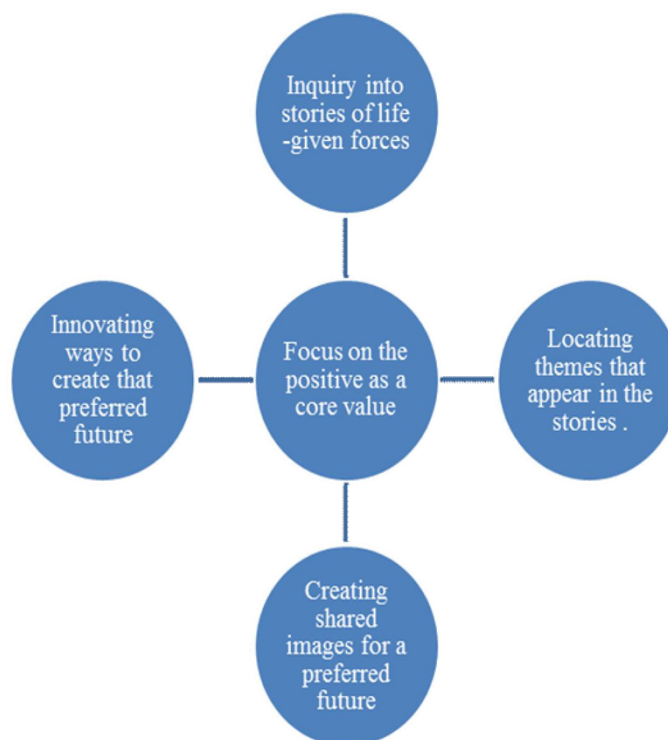 Inquiry into
stories of life
-given forces
Innovating
ways to
create that
preferred
future
Focus on the
positive as a
core value
Locating
themes that
appear in the
stories .
Creating
shared
images for a
preferred
future